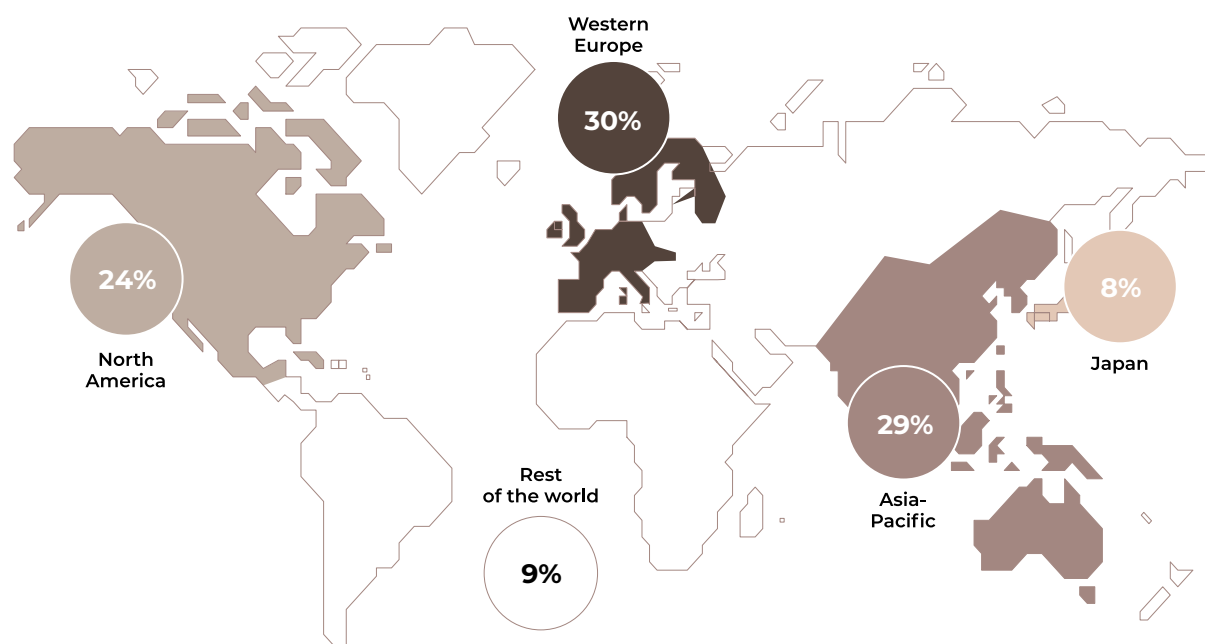 Western
Europe
30%
24%
North
America
8%
Japan
29%
Asia-
Pacific
Rest
of the world
9%